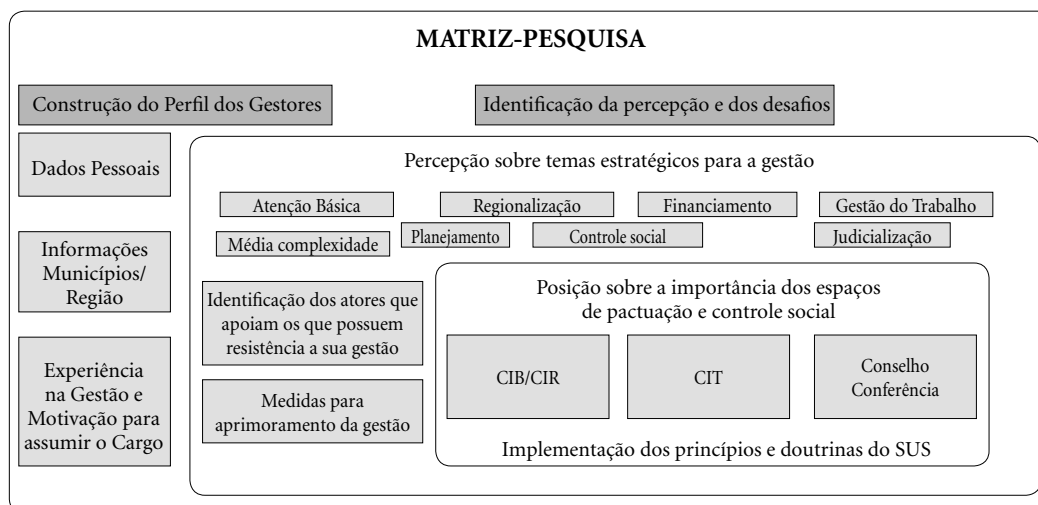 MATRIZ-PESQUISA
Construção do Perfil dos Gestores
Identificação da percepção e dos desafios
Dados Pessoais
Informações
Municípios/
Região
Experiência
na Gestão e
Motivação para
assumir o Cargo
Percepção sobre temas estratégicos para a gestão
Atenção Básica
Regionalização
Financiamento
Gestão do Trabalho
Média complexidade
Planejamento
Controle social
Judicialização
Identificação dos atores que
apoiam os que possuem
resistência a sua gestão
Medidas para
aprimoramento da gestão
Posição sobre a importância dos espaços
de pactuação e controle social
CIB/CIR
CIT
Conselho
Conferência
Implementação dos princípios e doutrinas do SUS